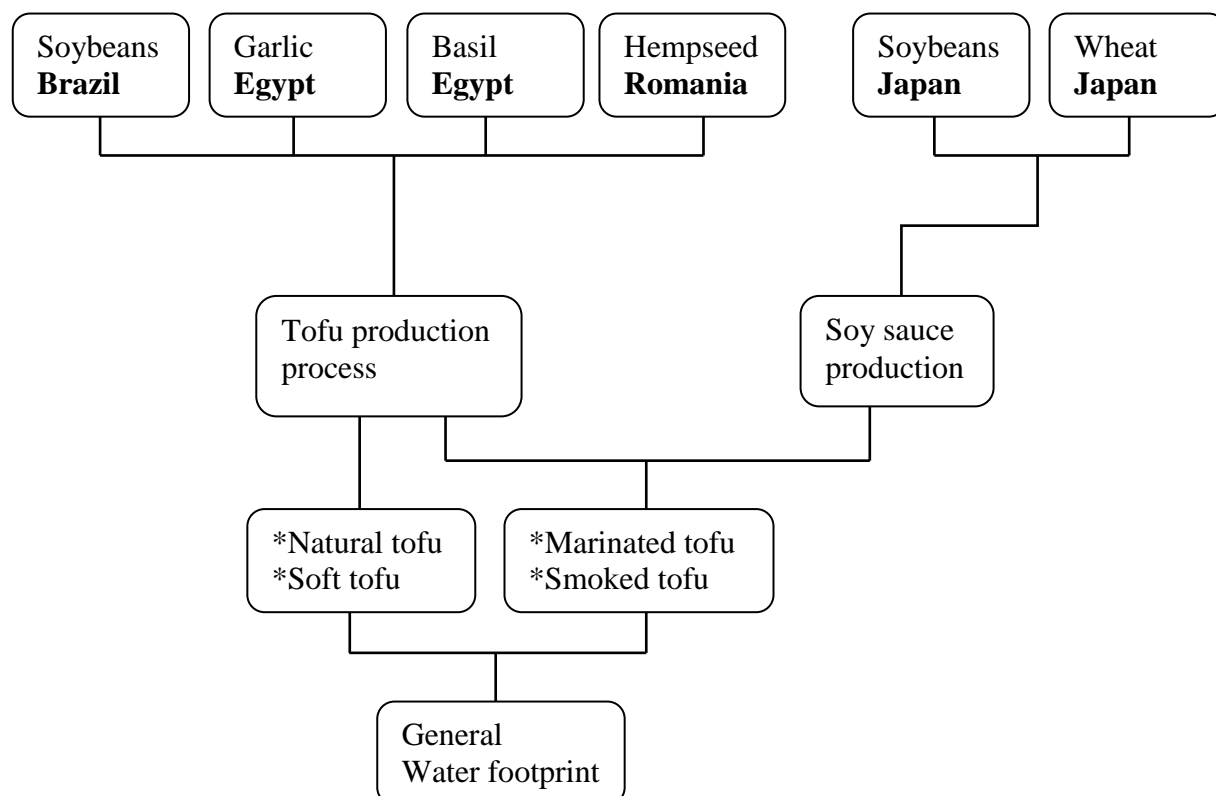 Soybeans
Brazil
Garlic
Egypt
Basil
Egypt
Hempseed
Romania
Soybeans
Japan
Wheat
Japan
Tofu production
process
Soy sauce
production
*Natural tofu
*Soft tofu
*Marinated tofu
*Smoked tofu
General
Water footprint